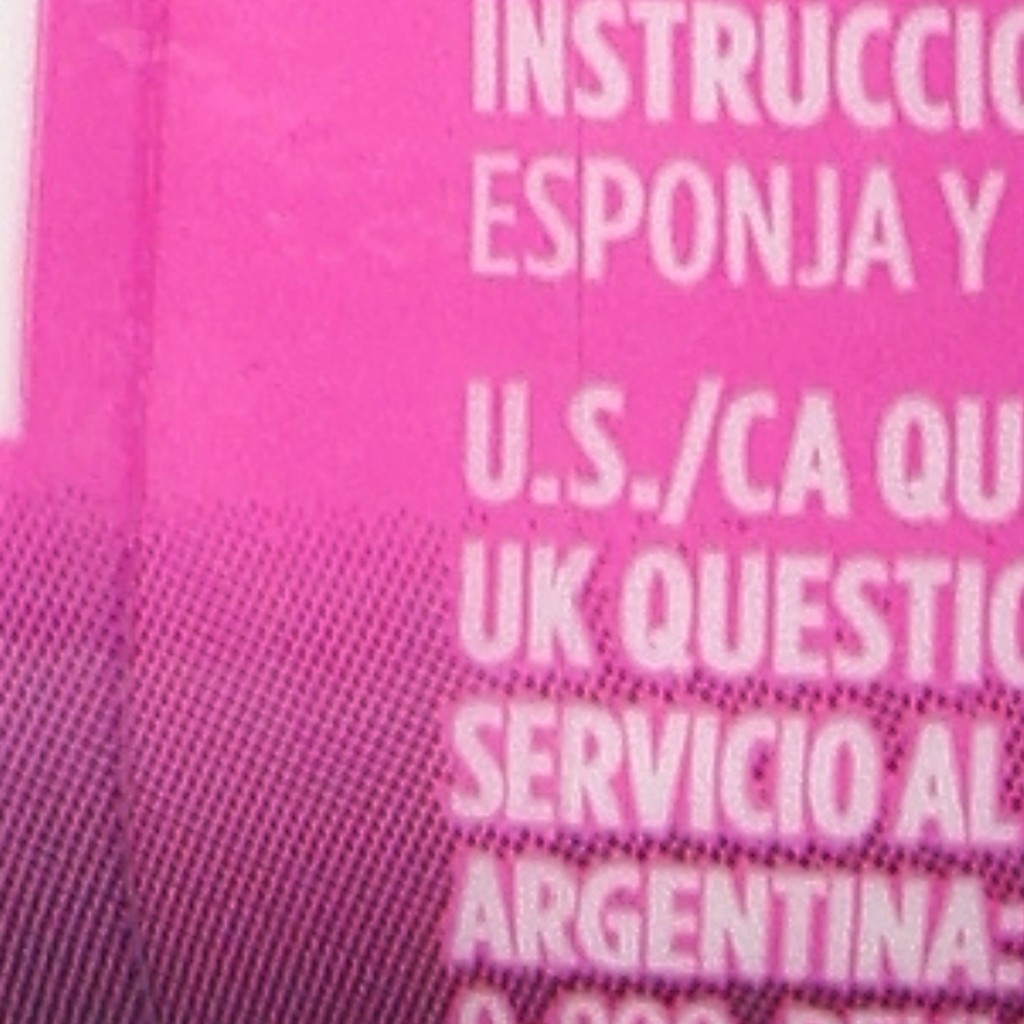 INSTRUCCIO
ESPONJA Y
U.S./CA QU
UK QUESTIO
SERVICIO AL
ARGENTINA: